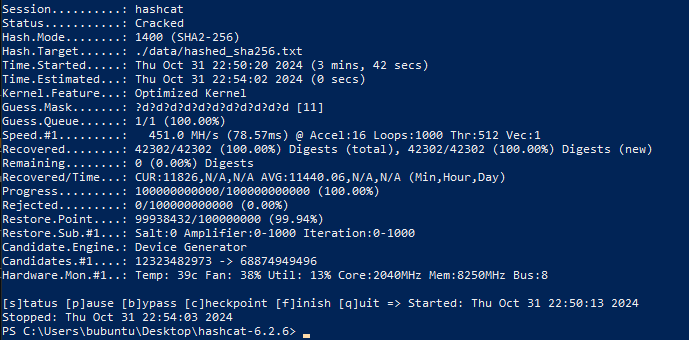 Session..........: hashcat
Status...........: Cracked
Hash.Mode........: 1400 (SHA2-256)
Hash.Target......: ./data/hashed_sha256.txt
Time.Started.....: Thu Oct 31 22:50:20 2024 (3 mins, 42 secs)
Time.Estimated...: Thu Oct 31 22:54:02 2024 (0 secs)
Kernel.Feature...: Optimized Kernel
Guess.Mask.......: ?d?d?d?d?d?d?d?d?d?d?d [11]
Guess.Queue......: 1/1 (100.00%)
Speed.#1.........:   451.0 MH/s (78.57ms) @ Accel:16 Loops:1000 Thr:512 Vec:1
Recovered........: 42302/42302 (100.00%) Digests (total), 42302/42302 (100.00%) Digests (new)
Remaining........: 0 (0.00%) Digests
Recovered/Time...: CUR:11826,N/A,N/A AVG:11440.06,N/A,N/A (Min,Hour,Day)
Progress.........: 100000000000/100000000000 (100.00%)
Rejected.........: 0/100000000000 (0.00%)
Restore.Point....: 99938432/100000000 (99.94%)
Restore.Sub.#1...: Salt:0 Amplifier:0-1000 Iteration:0-1000
Candidate.Engine.: Device Generator
Candidates.#1....: 12323482973 -> 68874949496
Hardware.Mon.#1..: Temp: 39c Fan: 38% Util: 13% Core:2040MHz Mem:8250MHz Bus:8
[s]tatus [p]ause [b]ypass [c]heckpoint [f]inish [q]uit => Started: Thu Oct 31 22:50:13 2024
Stopped: Thu Oct 31 22:54:03 2024
PS C:\Users\bubuntu\Desktop\hashcat-6.2.6>